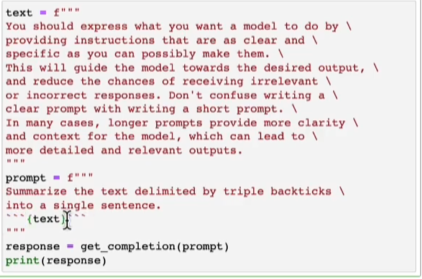 text = f"""
You should express what you want a model to do by \
providing instructions that are as clear and \
specific as you can possibly make them. \
This will guide the model towards the desired output, \
and reduce the chances of receiving irrelevant \
or incorrect responses. Don't confuse writing a \
clear prompt with writing a short prompt. \
In many cases, longer prompts provide more clarity \
and context for the model, which can lead to \
more detailed and relevant outputs.
"""
prompt = f"""
Summarize the text delimited by triple backticks \
into a single sentence.
```{text}```
"""
response = get_completion(prompt)
print(response)